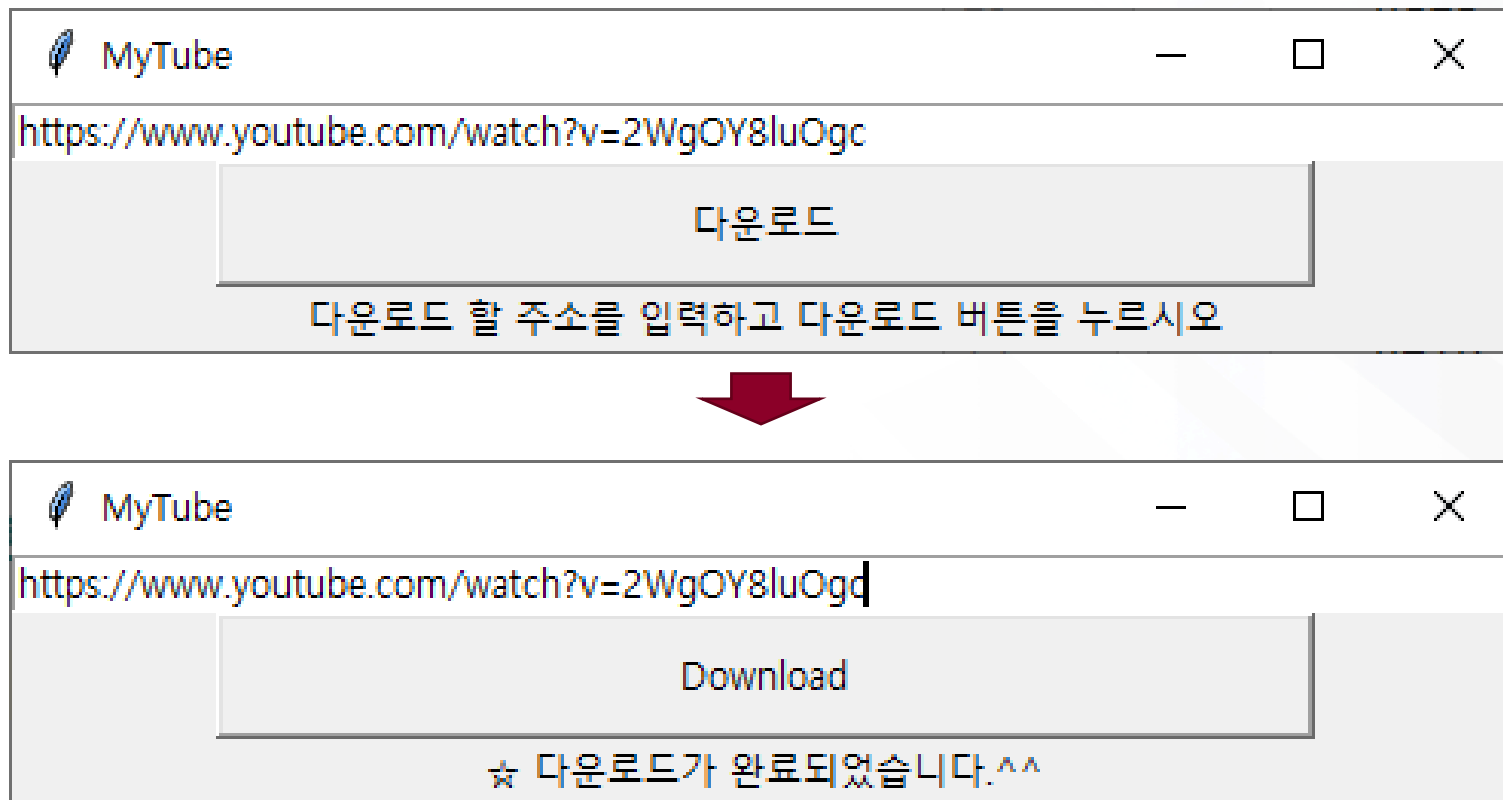 MyTube
https://www.youtube.com/watch?v=2WgOY8luOgc
다운로드
다운로드 할 주소를 입력하고 다운로드 버튼을 누르시오
MyTube
https://www.youtube.com/watch?v=2WgOY8luOgc
Download
☆ 다운로드가 완료되었습니다.^^